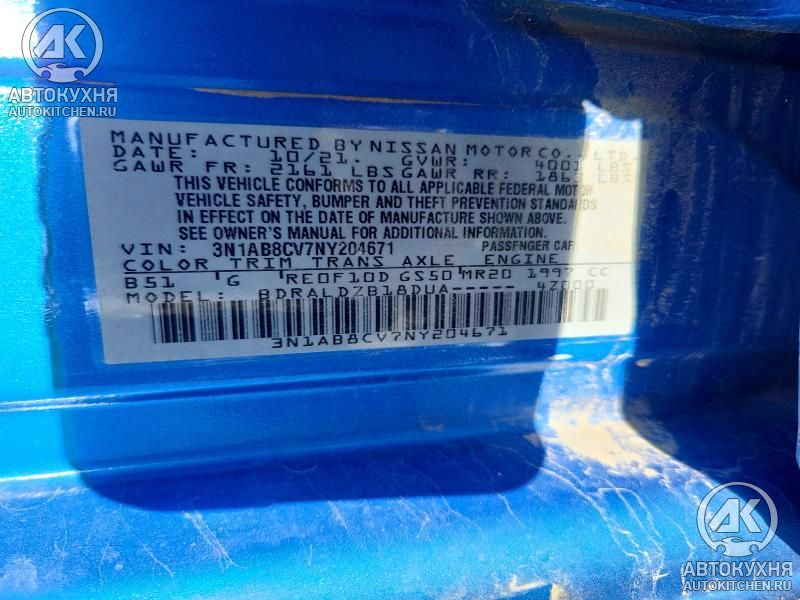 AK
АВТОКУХНЯ
AUTOKITCHEN.RU
MANUFACTURED BY NISSAN MOTOR CO., LTD.
DATE: 10/21. GVWR: 4001 LBS
GAWR FR: 2161 LBS GAWR RR: 1863 LBS
THIS VEHICLE CONFORMS TO ALL APPLICABLE FEDERAL MOTOR
VEHICLE SAFETY, BUMPER AND THEFT PREVENTION STANDARDS
IN EFFECT ON THE DATE OF MANUFACTURE SHOWN ABOVE.
SEE OWNER'S MANUAL FOR ADDITIONAL INFORMATION.
VIN: 3N1AB8CV7NY204671 PASSENGER CAR
COLOR TRIM TRANS AXLE ENGINE
B51 G RE0F10D GS50 MR20 1997 CC
MODEL: BDRALDZB18DUA----- 4Z000
3N1AB8CV7NY204671
AK
АВТОКУХНЯ
AUTOKITCHEN.RU